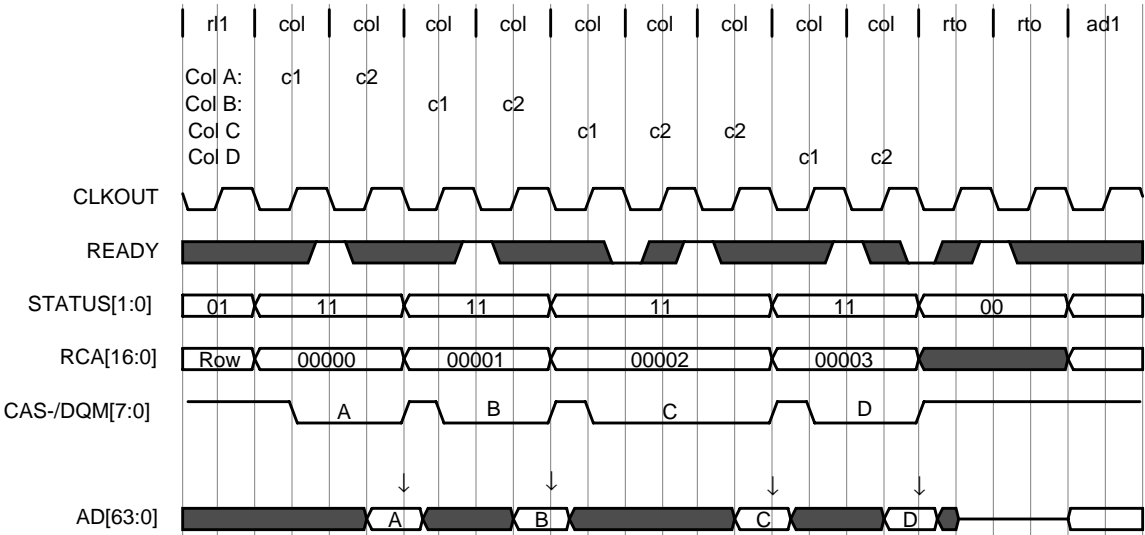 rl1 col col col col col col col col col rto rto ad1
Col A: c1 c2
Col B: c1 c2
Col C c1 c2 c2
Col D c1 c2
CLKOUT
READY
STATUS[1:0] 01 11 11 11 11 00
RCA[16:0] Row 00000 00001 00002 00003
CAS-/DQM[7:0] A B C D
AD[63:0] A B C D